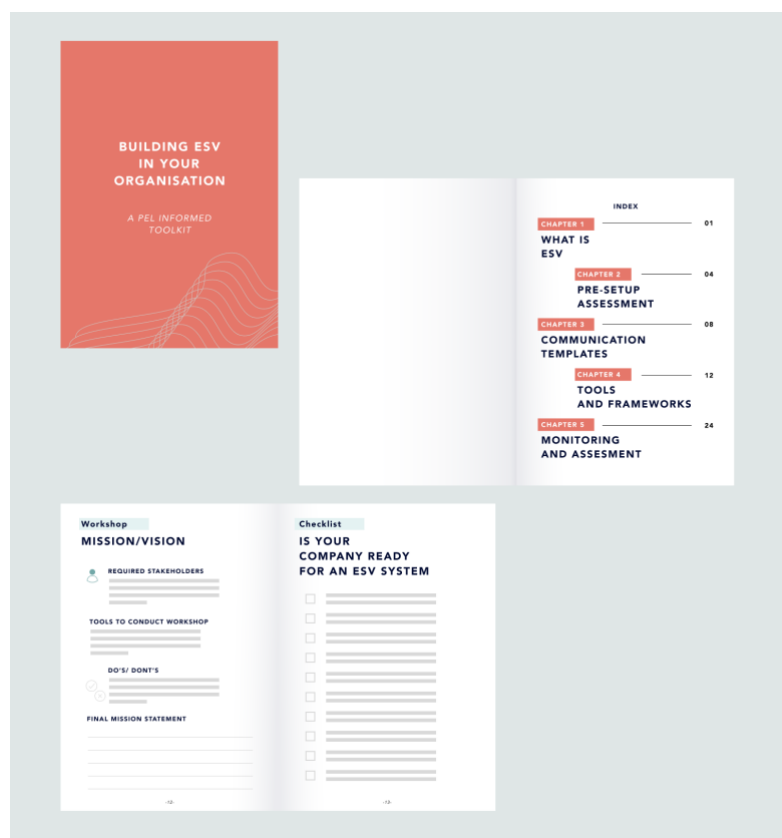 BUILDING ESV
IN YOUR
ORGANISATION
A PEL INFORMED
TOOLKIT
INDEX
CHAPTER 1 01
WHAT IS
ESV
CHAPTER 2 04
PRE-SETUP
ASSESSMENT
CHAPTER 3 08
COMMUNICATION
TEMPLATES
CHAPTER 4 12
TOOLS
AND FRAMEWORKS
CHAPTER 5 24
MONITORING
AND ASSESMENT
Workshop
MISSION/VISION
REQUIRED STAKEHOLDERS
TOOLS TO CONDUCT WORKSHOP
DO'S/ DONT'S
FINAL MISSION STATEMENT
-12-
Checklist
IS YOUR
COMPANY READY
FOR AN ESV SYSTEM
-12-